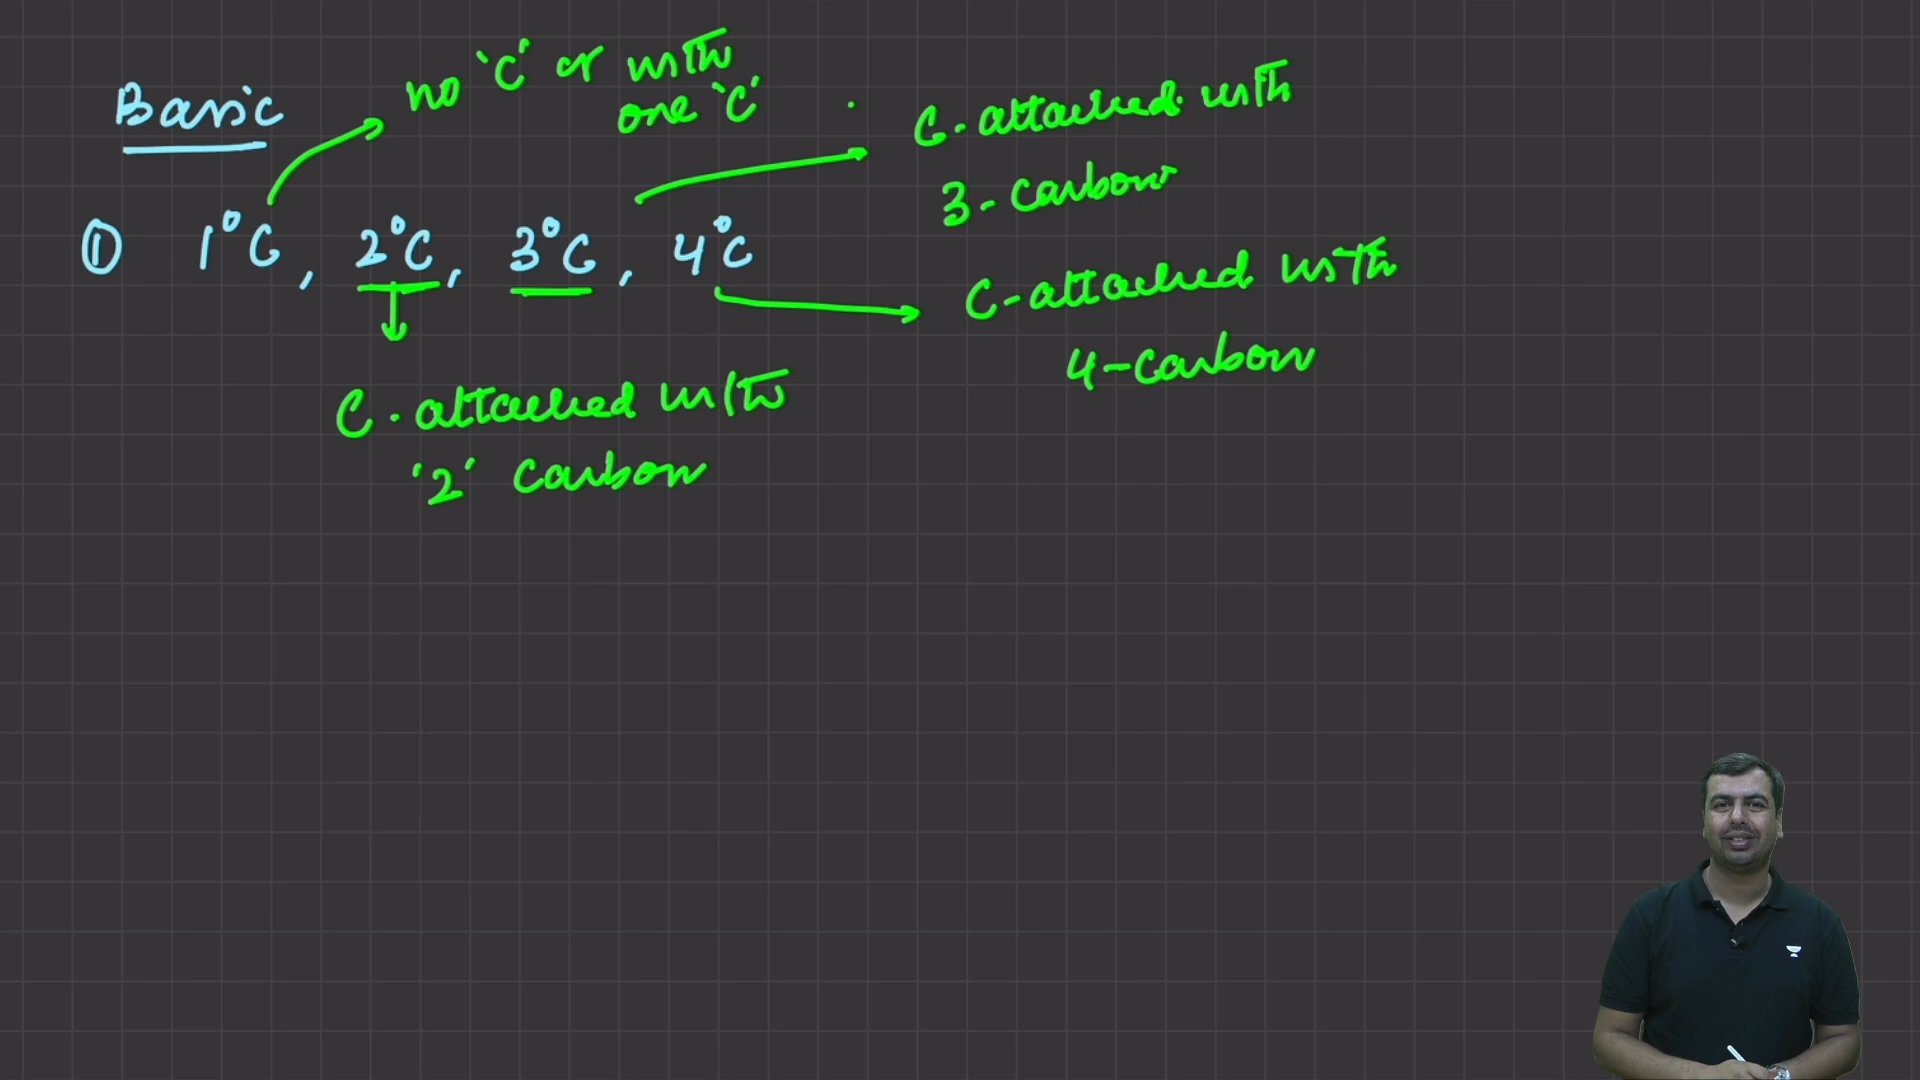 Basic
no 'C' or with
one 'C'
C-attached with
3-carbon
① 1°C, 2°C, 3°C, 4°C
C-attached with
4-carbon
C-attached with
'2' Carbon